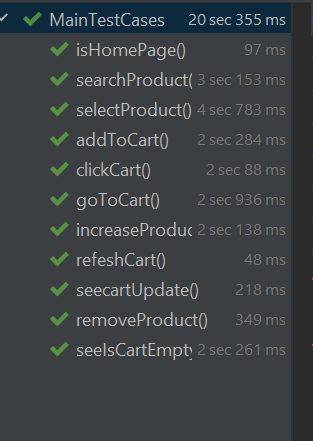 MainTestCases 20 sec 355 ms
isHomePage() 97 ms
searchProduct( 3 sec 153 ms
selectProduct() 4 sec 783 ms
addToCart() 2 sec 284 ms
clickCart() 2 sec 88 ms
goToCart() 2 sec 936 ms
increaseProduc 2 sec 138 ms
refeshCart() 48 ms
seecartUpdate() 218 ms
removeProduct() 349 ms
seeIsCartEmpty 2 sec 261 ms